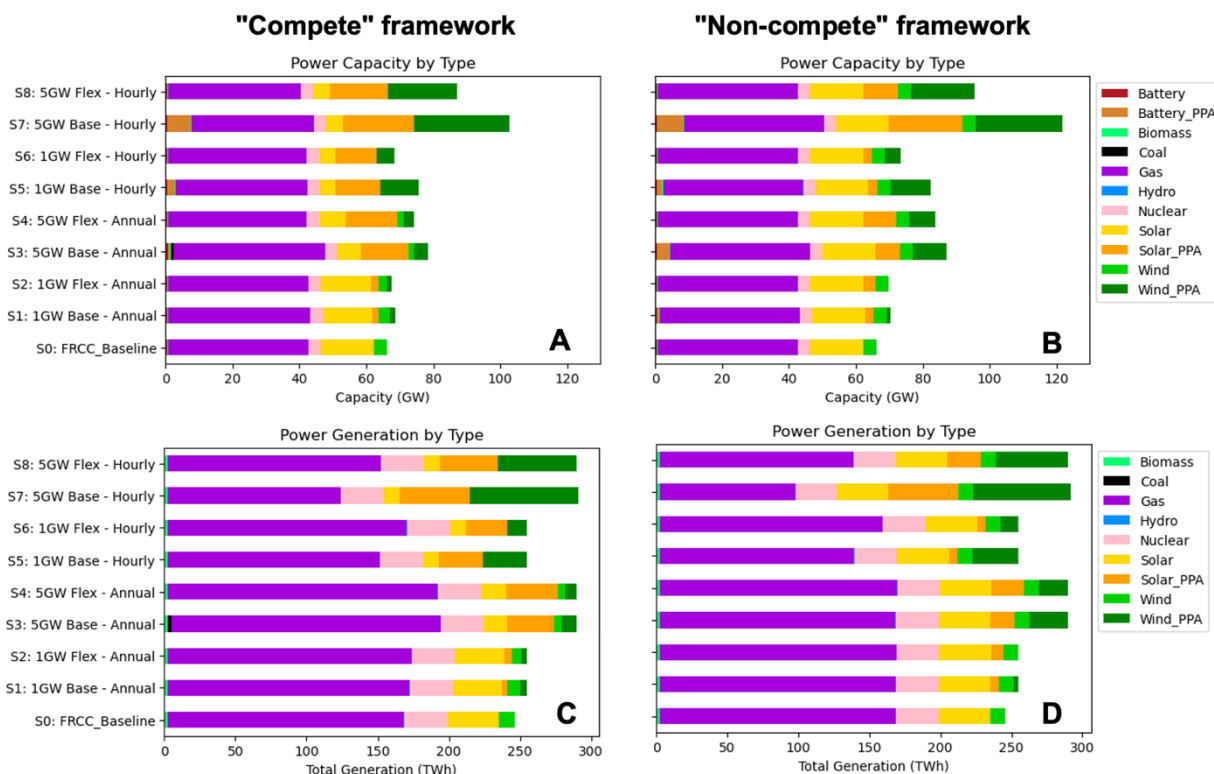 "Compete" framework
"Non-compete" framework
Power Capacity by Type
S8: 5GW Flex - Hourly
S7: 5GW Base - Hourly
S6: 1GW Flex - Hourly
S5: 1GW Base - Hourly
S4: 5GW Flex - Annual
S3: 5GW Base - Annual
S2: 1GW Flex - Annual
S1: 1GW Base - Annual
S0: FRCC_Baseline
A
0 20 40 60 80 100 120
Capacity (GW)
Power Capacity by Type
B
0 20 40 60 80 100 120
Capacity (GW)
Battery
Battery_PPA
Biomass
Coal
Gas
Hydro
Nuclear
Solar
Solar_PPA
Wind
Wind_PPA
Power Generation by Type
S8: 5GW Flex - Hourly
S7: 5GW Base - Hourly
S6: 1GW Flex - Hourly
S5: 1GW Base - Hourly
S4: 5GW Flex - Annual
S3: 5GW Base - Annual
S2: 1GW Flex - Annual
S1: 1GW Base - Annual
S0: FRCC_Baseline
C
0 50 100 150 200 250 300
Total Generation (TWh)
Power Generation by Type
D
0 50 100 150 200 250 300
Total Generation (TWh)
Biomass
Coal
Gas
Hydro
Nuclear
Solar
Solar_PPA
Wind
Wind_PPA